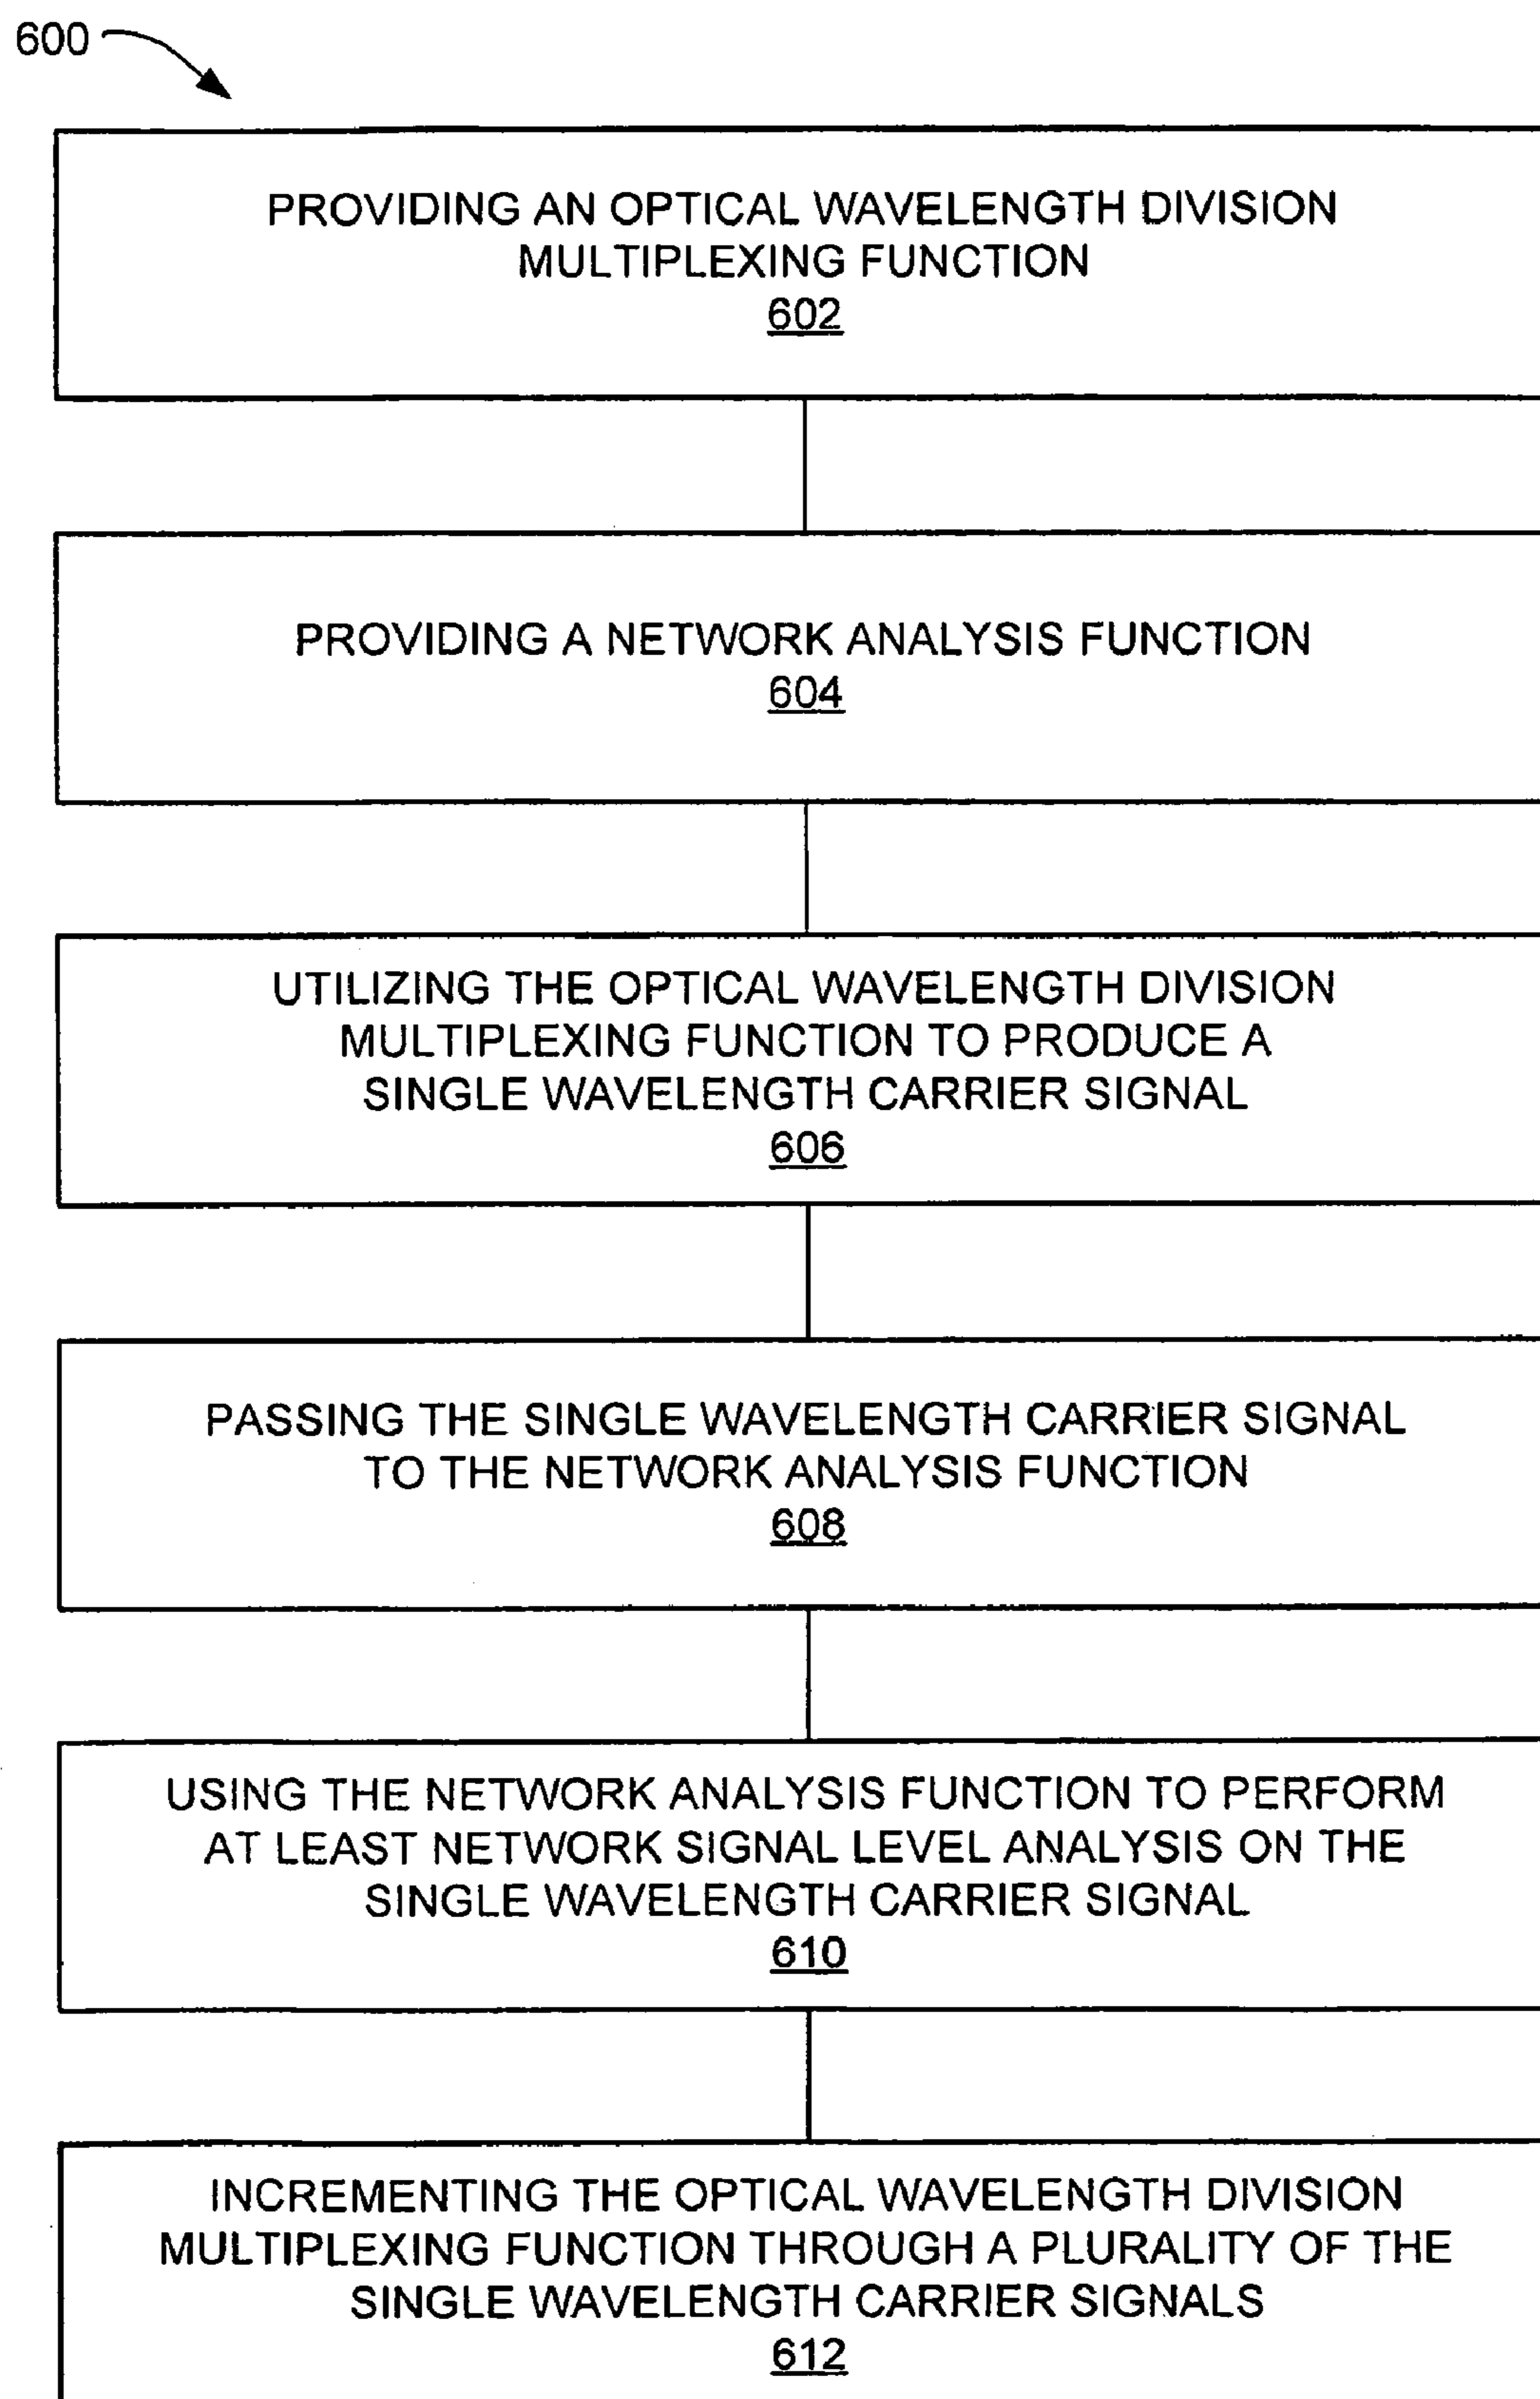 600
PROVIDING AN OPTICAL WAVELENGTH DIVISION
MULTIPLEXING FUNCTION
602
PROVIDING A NETWORK ANALYSIS FUNCTION
604
UTILIZING THE OPTICAL WAVELENGTH DIVISION
MULTIPLEXING FUNCTION TO PRODUCE A
SINGLE WAVELENGTH CARRIER SIGNAL
606
PASSING THE SINGLE WAVELENGTH CARRIER SIGNAL
TO THE NETWORK ANALYSIS FUNCTION
608
USING THE NETWORK ANALYSIS FUNCTION TO PERFORM
AT LEAST NETWORK SIGNAL LEVEL ANALYSIS ON THE
SINGLE WAVELENGTH CARRIER SIGNAL
610
INCREMENTING THE OPTICAL WAVELENGTH DIVISION
MULTIPLEXING FUNCTION THROUGH A PLURALITY OF THE
SINGLE WAVELENGTH CARRIER SIGNALS
612